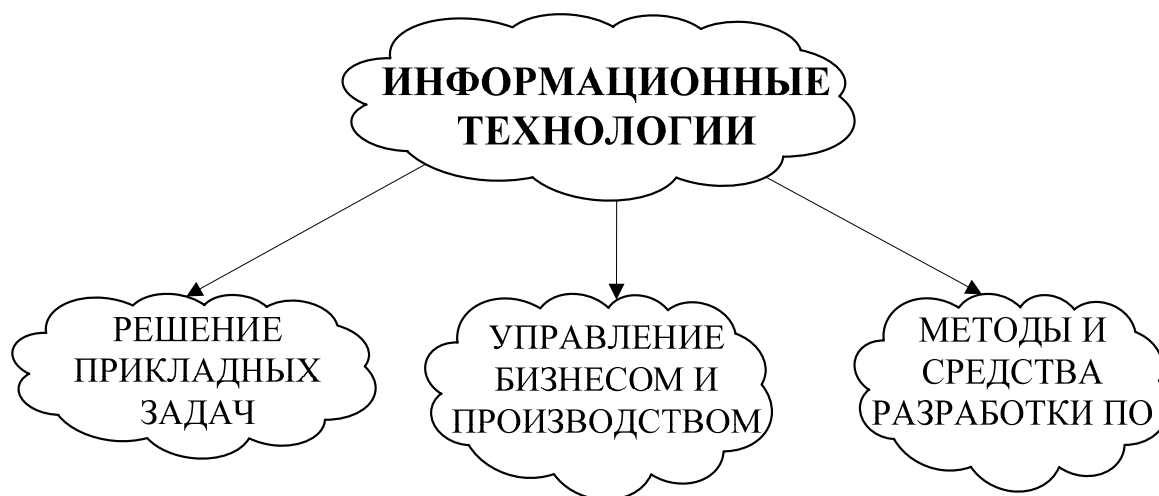 ИНФОРМАЦИОННЫЕ
ТЕХНОЛОГИИ
РЕШЕНИЕ
ПРИКЛАДНЫХ
ЗАДАЧ
УПРАВЛЕНИЕ
БИЗНЕСОМ И
ПРОИЗВОДСТВОМ
МЕТОДЫ И
СРЕДСТВА
РАЗРАБОТКИ ПО